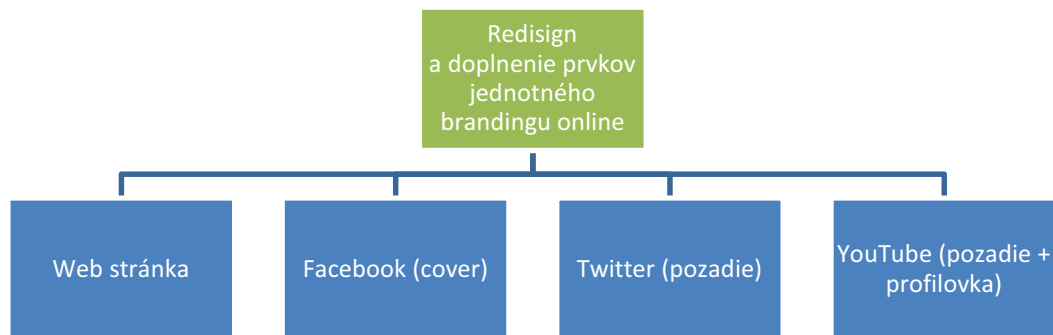 Redisign
a doplnenie prvkov
jednotného
brandingu online
Web stránka
Facebook (cover)
Twitter (pozadie)
YouTube (pozadie +
profilovka)